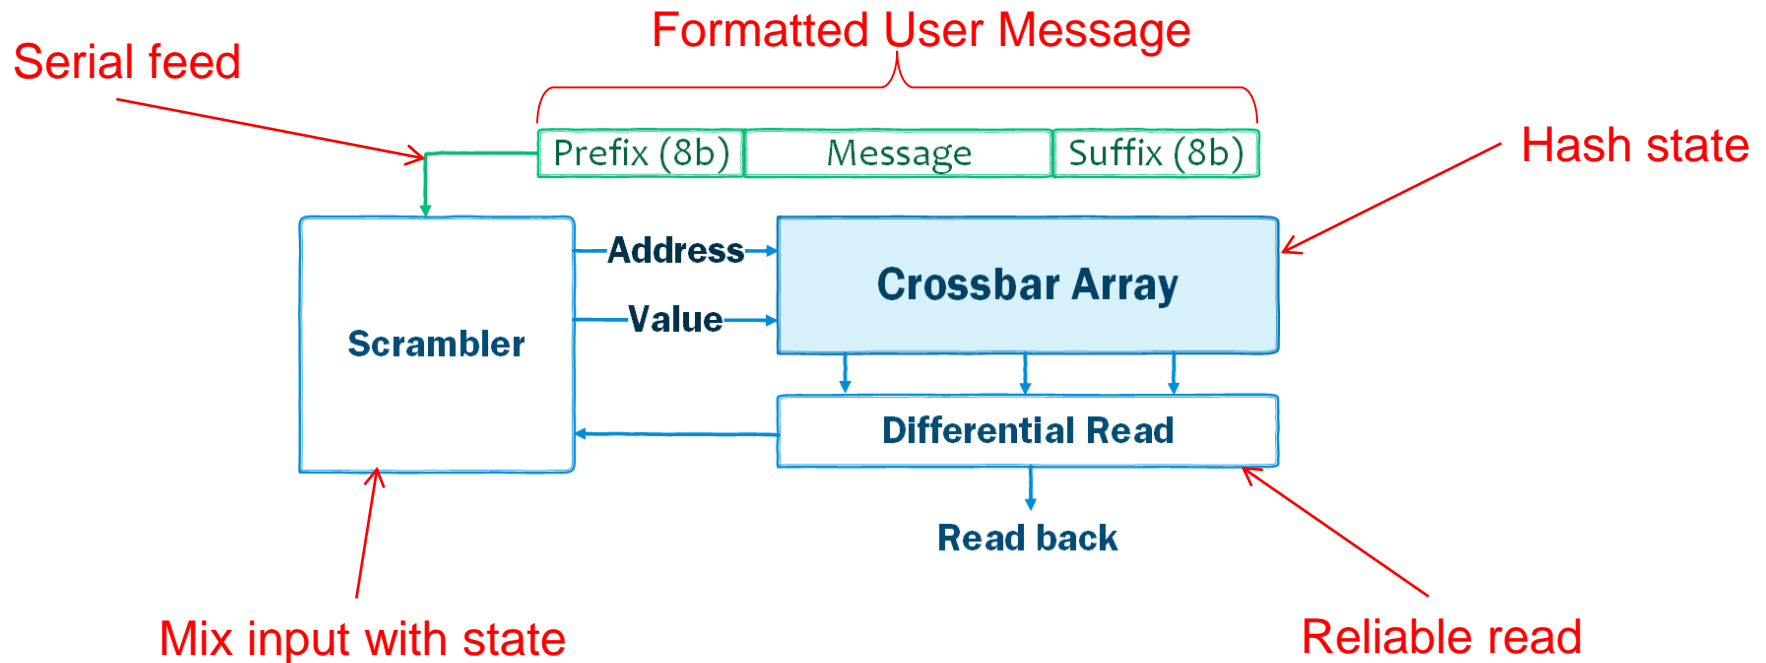 Formatted User Message
Serial feed
Prefix (8b) Message Suffix (8b)
Hash state
Address
Crossbar Array
Value
Scrambler
Differential Read
Read back
Mix input with state
Reliable read